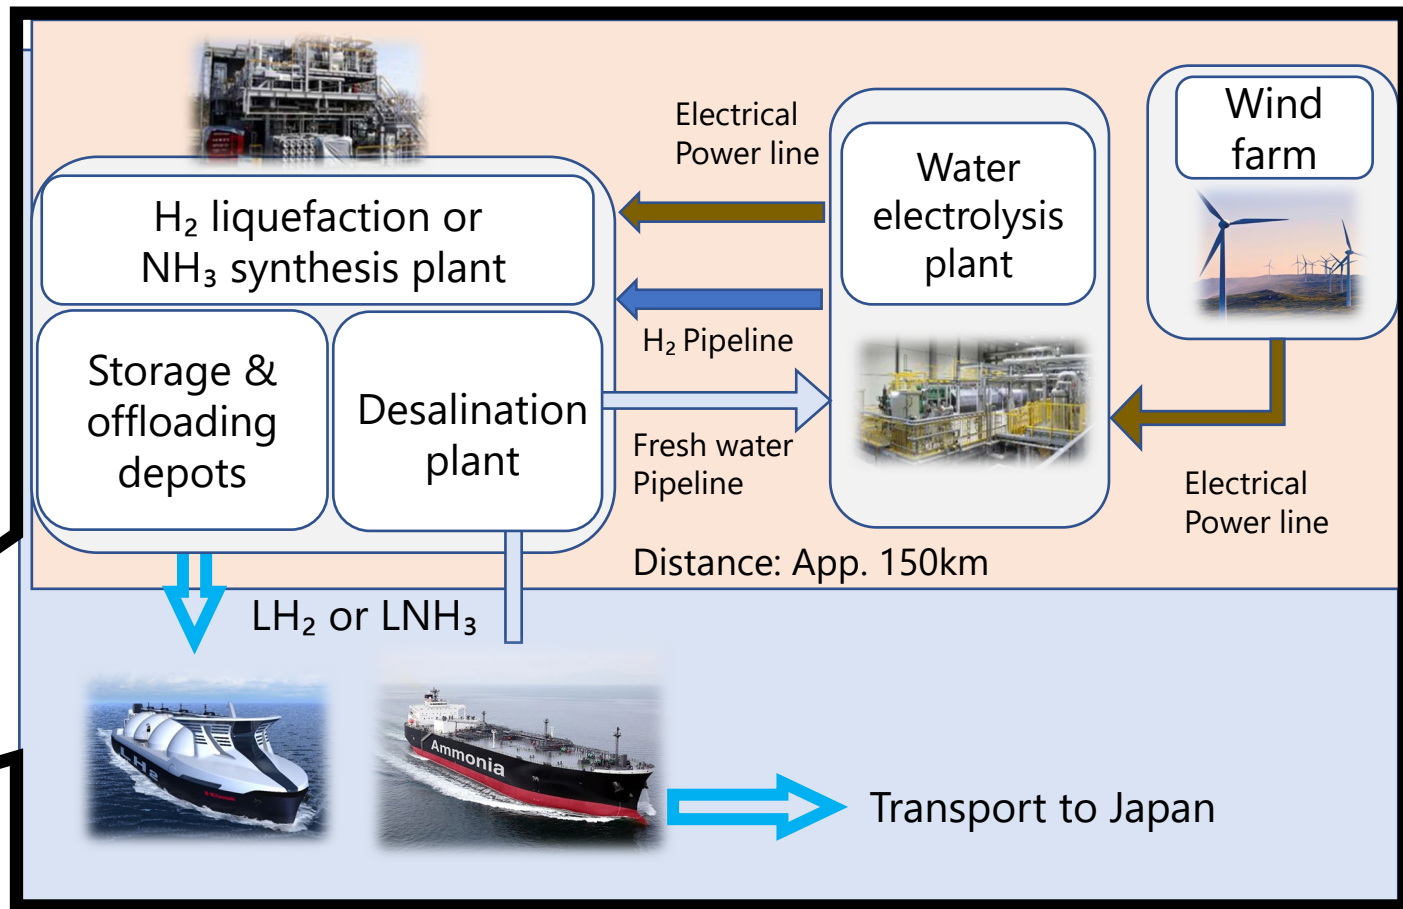 Electrical
Power line
Wind
farm
Water
electrolysis
plant
H₂ liquefaction or
NH₃ synthesis plant
H₂ Pipeline
Storage &
offloading
depots
Desalination
plant
Fresh water
Pipeline
Electrical
Power line
Distance: App. 150km
LH₂ or LNH₃
LH2
Ammonia
Transport to Japan